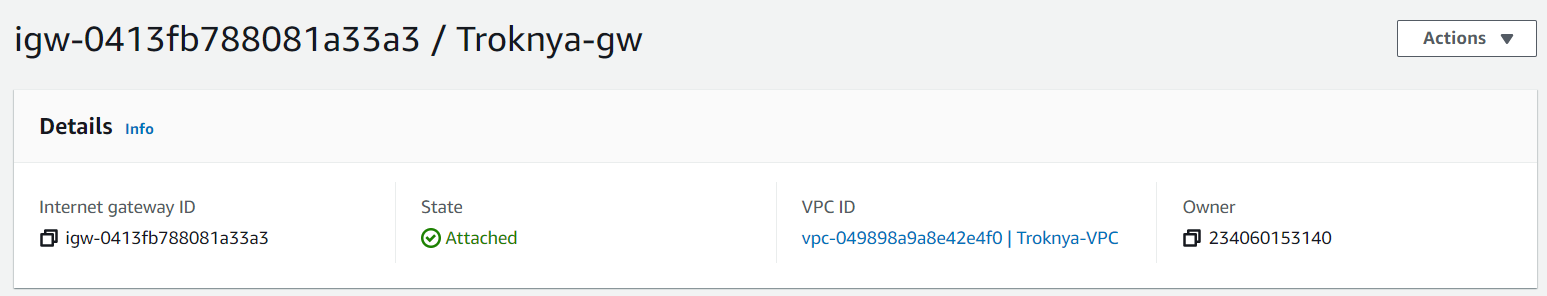 igw-0413fb788081a33a3 / Troknya-gw
Actions
Details Info
Internet gateway ID
igw-0413fb788081a33a3
State
Attached
VPC ID
vpc-049898a9a8e42e4f0 | Troknya-VPC
Owner
234060153140